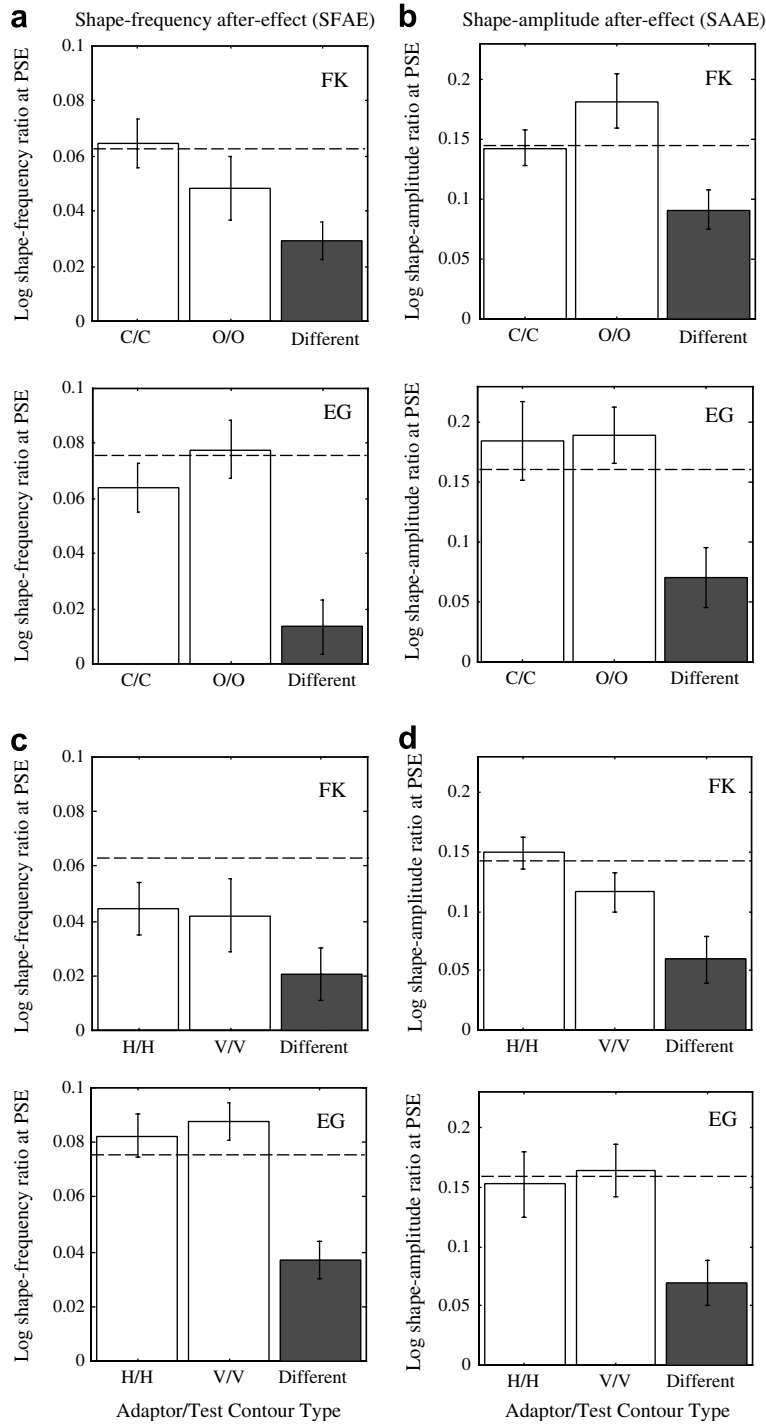 a Shape-frequency after-effect (SFAE)
Log shape-frequency ratio at PSE
0.1
0.08
0.06
0.04
0.02
0
FK
C/C O/O Different
b Shape-amplitude after-effect (SAAE)
Log shape-amplitude ratio at PSE
0.2
0.15
0.1
0.05
0
FK
C/C O/O Different
Log shape-frequency ratio at PSE
0.1
0.08
0.06
0.04
0.02
0
EG
C/C O/O Different
Log shape-amplitude ratio at PSE
0.2
0.15
0.1
0.05
0
EG
C/C O/O Different
c
Log shape-frequency ratio at PSE
0.1
0.08
0.06
0.04
0.02
0
FK
H/H V/V Different
d
Log shape-amplitude ratio at PSE
0.2
0.15
0.1
0.05
0
FK
H/H V/V Different
Log shape-frequency ratio at PSE
0.1
0.08
0.06
0.04
0.02
0
EG
H/H V/V Different
Adaptor/Test Contour Type
Log shape-amplitude ratio at PSE
0.2
0.15
0.1
0.05
0
EG
H/H V/V Different
Adaptor/Test Contour Type